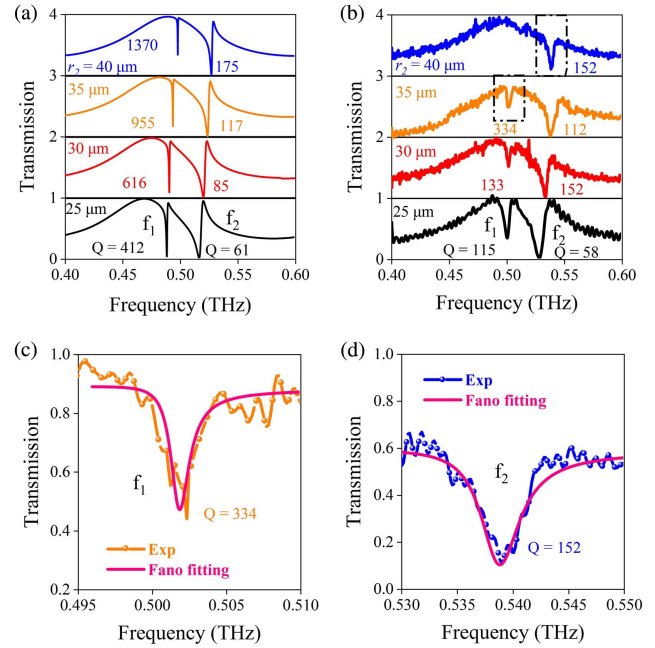 (a)
4
3
2
1
0
Transmission
1370
r₂ = 40 μm
175
35 μm
955
117
30 μm
616
85
25 μm
f₁
f₂
Q = 412
Q = 61
0.40
0.45
0.50
0.55
0.60
Frequency (THz)
(b)
4
3
2
1
0
Transmission
r₂ = 40 μm
152
35 μm
334
112
30 μm
133
152
25 μm
f₁
f₂
Q = 115
Q = 58
0.40
0.45
0.50
0.55
0.60
Frequency (THz)
(c)
1.0
0.8
0.6
0.4
0.2
Transmission
f₁
Q = 334
Exp
Fano fitting
0.495
0.500
0.505
0.510
Frequency (THz)
(d)
1.0
0.8
0.6
0.4
0.2
0.0
Transmission
Exp
Fano fitting
f₂
Q = 152
0.530
0.535
0.540
0.545
0.550
Frequency (THz)